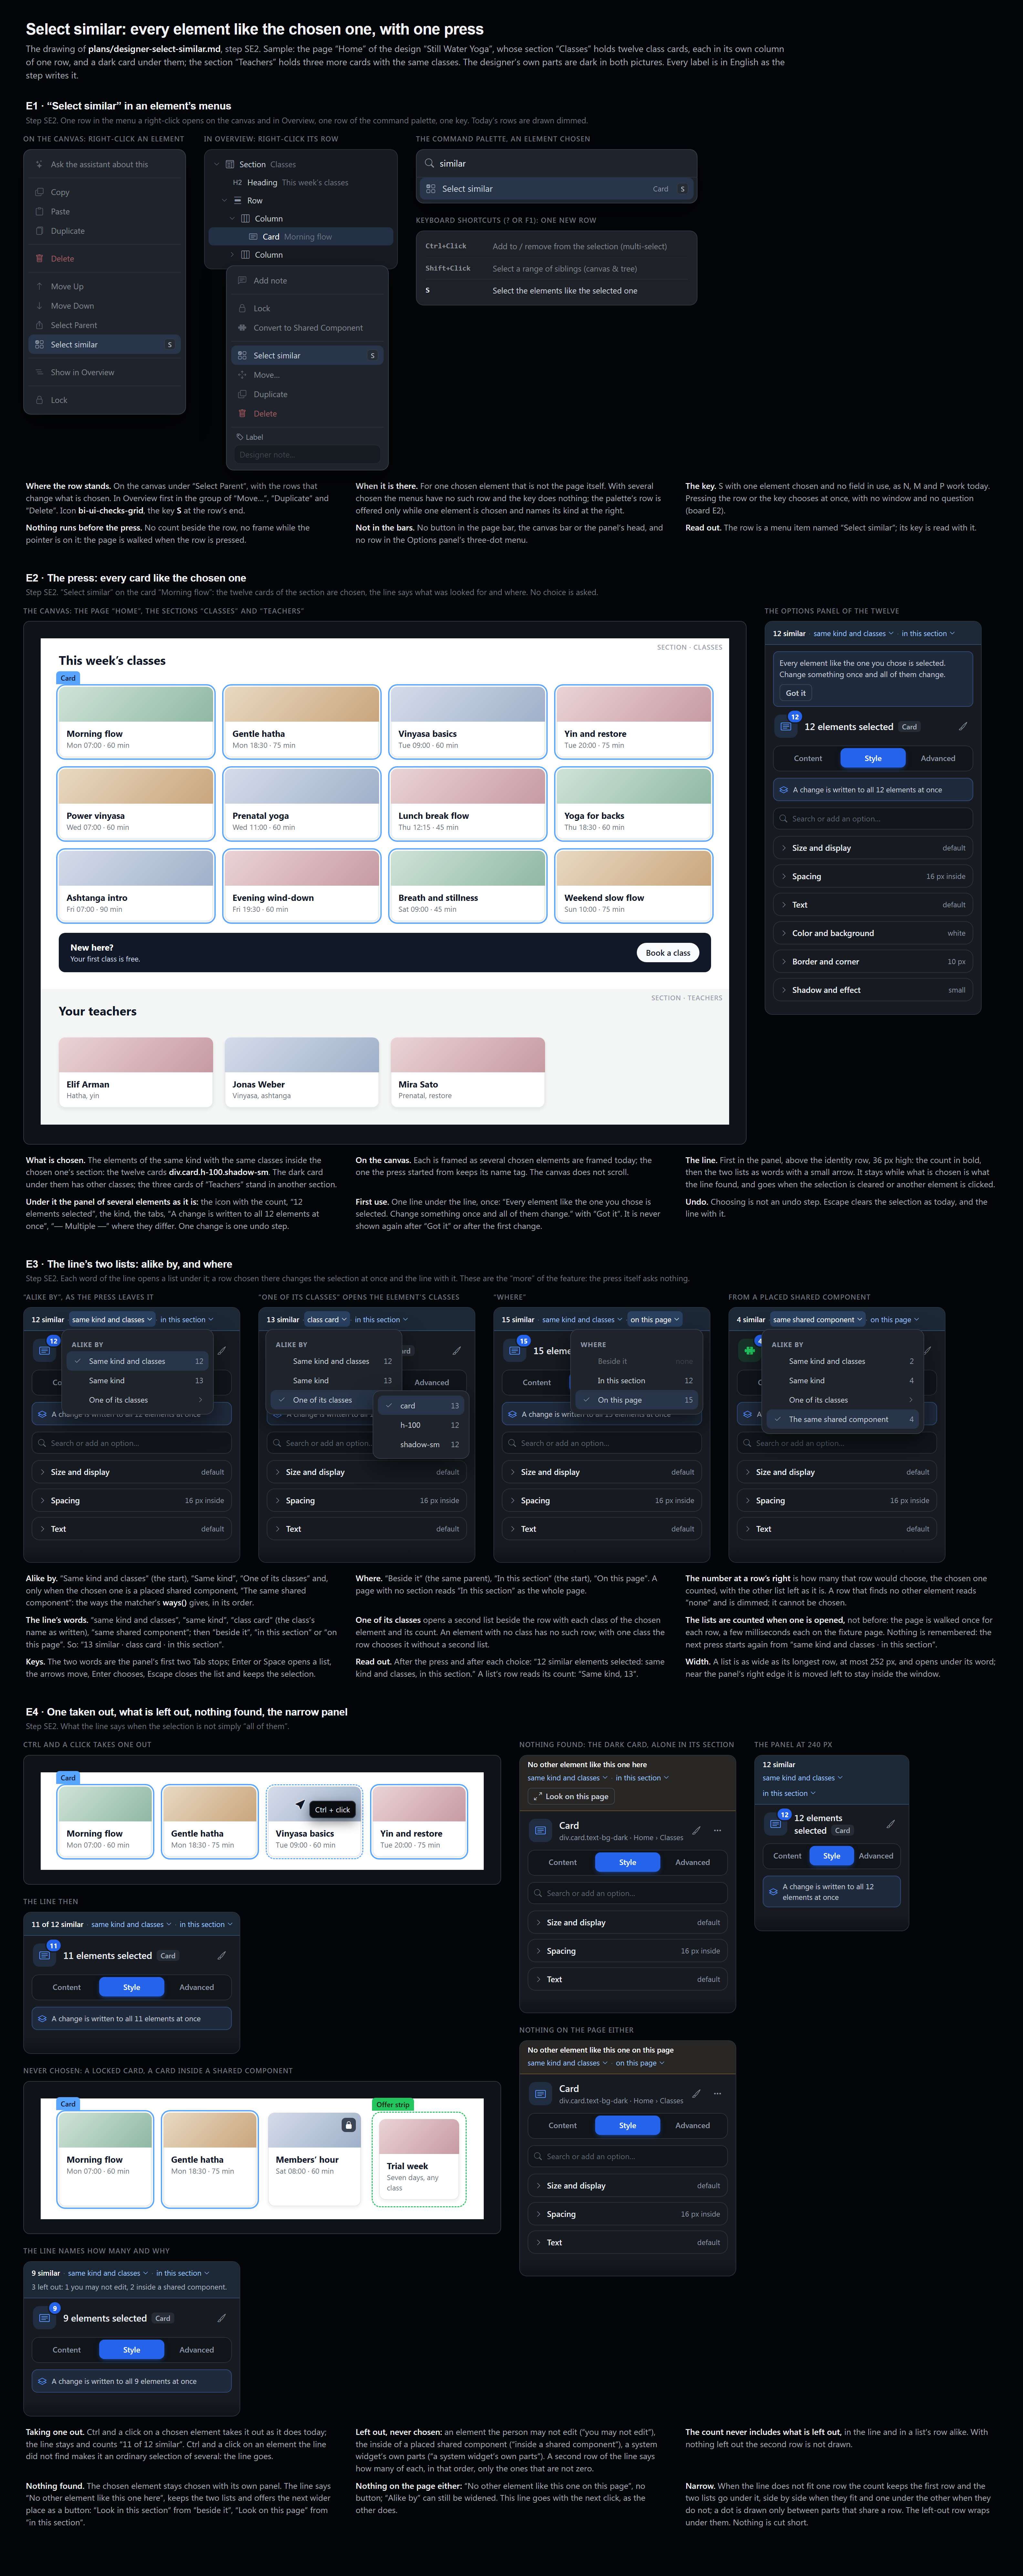 Select similar: every element like the chosen one, with one press
The drawing of plans/designer-select-similar.md, step SE2. Sample: the page “Home” of the design “Still Water Yoga”, whose section “Classes” holds twelve class cards, each in its own column
of one row, and a dark card under them; the section “Teachers” holds three more cards with the same classes. The designer’s own parts are dark in both pictures. Every label is in English as the
step writes it.
E1 · “Select similar” in an element’s menus
Step SE2. One row in the menu a right-click opens on the canvas and in Overview, one row of the command palette, one key. Today’s rows are drawn dimmed.
ON THE CANVAS: RIGHT-CLICK AN ELEMENT
Ask the assistant about this
Copy
Paste
Duplicate
Delete
Move Up
Move Down
Select Parent
Select similar S
Show in Overview
Lock
IN OVERVIEW: RIGHT-CLICK ITS ROW
Section Classes
H2 Heading This week's classes
Row
Column
Card Morning flow
Column
Add note
Lock
Convert to Shared Component
Select similar S
Move...
Duplicate
Delete
Label
Designer note...
THE COMMAND PALETTE, AN ELEMENT CHOSEN
similar
Select similar Card S
KEYBOARD SHORTCUTS (? OR F1): ONE NEW ROW
Ctrl+Click Add to / remove from the selection (multi-select)
Shift+Click Select a range of siblings (canvas & tree)
S Select the elements like the selected one
Where the row stands. On the canvas under “Select Parent”, with the rows that
change what is chosen. In Overview first in the group of “Move...”, “Duplicate” and
“Delete”. Icon bi-ui-checks-grid, the key S at the row’s end.
Nothing runs before the press. No count beside the row, no frame while the
pointer is on it: the page is walked when the row is pressed.
When it is there. For one chosen element that is not the page itself. With several
chosen the menus have no such row and the key does nothing; the palette’s row is
offered only while one element is chosen and names its kind at the right.
Not in the bars. No button in the page bar, the canvas bar or the panel’s head, and
no row in the Options panel’s three-dot menu.
The key. S with one element chosen and no field in use, as N, M and P work today.
Pressing the row or the key chooses at once, with no window and no question
(board E2).
Read out. The row is a menu item named “Select similar”; its key is read with it.
E2 · The press: every card like the chosen one
Step SE2. “Select similar” on the card “Morning flow”: the twelve cards of the section are chosen, the line says what was looked for and where. No choice is asked.
THE CANVAS: THE PAGE “HOME”, THE SECTIONS “CLASSES” AND “TEACHERS”
SECTION · CLASSES
This week’s classes
Card
Morning flow
Mon 07:00 · 60 min
Gentle hatha
Mon 18:30 · 75 min
Vinyasa basics
Tue 09:00 · 60 min
Yin and restore
Tue 20:00 · 75 min
Power vinyasa
Wed 07:00 · 60 min
Prenatal yoga
Wed 11:00 · 60 min
Lunch break flow
Thu 12:15 · 45 min
Yoga for backs
Thu 18:30 · 60 min
Ashtanga intro
Fri 07:00 · 90 min
Evening wind-down
Fri 19:30 · 60 min
Breath and stillness
Sat 09:00 · 45 min
Weekend slow flow
Sun 10:00 · 75 min
New here?
Your first class is free.
Book a class
SECTION · TEACHERS
Your teachers
Elif Arman
Hatha, yin
Jonas Weber
Vinyasa, ashtanga
Mira Sato
Prenatal, restore
THE OPTIONS PANEL OF THE TWELVE
12 similar · same kind and classes · in this section
Every element like the one you chose is selected.
Change something once and all of them change.
Got it
12
12 elements selected Card
Content Style Advanced
A change is written to all 12 elements at once
Search or add an option...
Size and display default
Spacing 16 px inside
Text default
Color and background white
Border and corner 10 px
Shadow and effect small
What is chosen. The elements of the same kind with the same classes inside the
chosen one’s section: the twelve cards div.card.h-100.shadow-sm. The dark card
under them has other classes; the three cards of “Teachers” stand in another section.
Under it the panel of several elements as it is: the icon with the count, “12
elements selected”, the kind, the tabs, “A change is written to all 12 elements at
once”, “— Multiple —” where they differ. One change is one undo step.
On the canvas. Each is framed as several chosen elements are framed today; the
one the press started from keeps its name tag. The canvas does not scroll.
First use. One line under the line, once: “Every element like the one you chose is
selected. Change something once and all of them change.” with “Got it”. It is never
shown again after “Got it” or after the first change.
The line. First in the panel, above the identity row, 36 px high: the count in bold,
then the two lists as words with a small arrow. It stays while what is chosen is what
the line found, and goes when the selection is cleared or another element is clicked.
Undo. Choosing is not an undo step. Escape clears the selection as today, and the
line with it.
E3 · The line’s two lists: alike by, and where
Step SE2. Each word of the line opens a list under it; a row chosen there changes the selection at once and the line with it. These are the “more” of the feature: the press itself asks nothing.
“ALIKE BY”, AS THE PRESS LEAVES IT
12 similar same kind and classes in this section
12
ALIKE BY
Same kind and classes 12
Same kind 13
One of its classes
Search or add an option...
Size and display default
Spacing 16 px inside
Text default
“ONE OF ITS CLASSES” OPENS THE ELEMENT’S CLASSES
13 similar class card in this section
ALIKE BY
Same kind and classes 12
Same kind 13
One of its classes
Advanced
card 13
h-100 12
shadow-sm 12
Search or add an option...
Size and display default
Spacing 16 px inside
Text default
“WHERE”
15 similar same kind and classes on this page
15
15 eleme
WHERE
Beside it none
In this section 12
On this page 15
Content
Search or add an option...
Size and display default
Spacing 16 px inside
Text default
FROM A PLACED SHARED COMPONENT
4 similar same shared component on this page
ALIKE BY
Same kind and classes 2
Same kind 4
One of its classes
The same shared component 4
Search or add an option...
Size and display default
Spacing 16 px inside
Text default
Alike by. “Same kind and classes” (the start), “Same kind”, “One of its classes” and,
only when the chosen one is a placed shared component, “The same shared
component”: the ways the matcher’s ways() gives, in its order.
The line’s words. “same kind and classes”, “same kind”, “class card” (the class’s
name as written), “same shared component”; then “beside it”, “in this section” or “on
this page”. So: “13 similar · class card · in this section”.
Keys. The two words are the panel’s first two Tab stops; Enter or Space opens a list,
the arrows move, Enter chooses, Escape closes the list and keeps the selection.
Where. “Beside it” (the same parent), “In this section” (the start), “On this page”. A
page with no section reads “In this section” as the whole page.
One of its classes opens a second list beside the row with each class of the chosen
element and its count. An element with no class has no such row; with one class the
row chooses it without a second list.
Read out. After the press and after each choice: “12 similar elements selected: same
kind and classes, in this section.” A list’s row reads its count: “Same kind, 13”.
The number at a row’s right is how many that row would choose, the chosen one
counted, with the other list left as it is. A row that finds no other element reads
“none” and is dimmed; it cannot be chosen.
The lists are counted when one is opened, not before: the page is walked once for
each row, a few milliseconds each on the fixture page. Nothing is remembered: the
next press starts again from “same kind and classes · in this section”.
Width. A list is as wide as its longest row, at most 252 px, and opens under its word;
near the panel’s right edge it is moved left to stay inside the window.
E4 · One taken out, what is left out, nothing found, the narrow panel
Step SE2. What the line says when the selection is not simply “all of them”.
CTRL AND A CLICK TAKES ONE OUT
Card
Morning flow
Mon 07:00 · 60 min
Gentle hatha
Mon 18:30 · 75 min
Ctrl + click
Vinyasa basics
Tue 09:00 · 60 min
Yin and restore
Tue 20:00 · 75 min
THE LINE THEN
11 of 12 similar · same kind and classes · in this section
11
11 elements selected Card
Content Style Advanced
A change is written to all 11 elements at once
NEVER CHOSEN: A LOCKED CARD, A CARD INSIDE A SHARED COMPONENT
Card
Morning flow
Mon 07:00 · 60 min
Gentle hatha
Mon 18:30 · 75 min
Members’ hour
Sat 08:00 · 60 min
Offer strip
Trial week
Seven days, any
class
THE LINE NAMES HOW MANY AND WHY
9 similar · same kind and classes · in this section
3 left out: 1 you may not edit, 2 inside a shared component.
9
9 elements selected Card
Content Style Advanced
A change is written to all 9 elements at once
NOTHING FOUND: THE DARK CARD, ALONE IN ITS SECTION
No other element like this one here
same kind and classes · in this section
Look on this page
Card
div.card.text-bg-dark · Home › Classes
Content Style Advanced
Search or add an option...
Size and display default
Spacing 16 px inside
Text default
NOTHING ON THE PAGE EITHER
No other element like this one on this page
same kind and classes · on this page
Card
div.card.text-bg-dark · Home › Classes
Content Style Advanced
Search or add an option...
Size and display default
Spacing 16 px inside
Text default
THE PANEL AT 240 PX
12 similar
same kind and classes
in this section
12
12 elements
selected Card
Content Style Advanced
A change is written to all 12
elements at once
Taking one out. Ctrl and a click on a chosen element takes it out as it does today;
the line stays and counts “11 of 12 similar”. Ctrl and a click on an element the line
did not find makes it an ordinary selection of several: the line goes.
Nothing found. The chosen element stays chosen with its own panel. The line says
“No other element like this one here”, keeps the two lists and offers the next wider
place as a button: “Look in this section” from “beside it”, “Look on this page” from
“in this section”.
Left out, never chosen: an element the person may not edit (“you may not edit”),
the inside of a placed shared component (“inside a shared component”), a system
widget’s own parts (“a system widget’s own parts”). A second row of the line says
how many of each, in that order, only the ones that are not zero.
Nothing on the page either: “No other element like this one on this page”, no
button; “Alike by” can still be widened. This line goes with the next click, as the
other does.
The count never includes what is left out, in the line and in a list’s row alike. With
nothing left out the second row is not drawn.
Narrow. When the line does not fit one row the count keeps the first row and the
two lists go under it, side by side when they fit and one under the other when they
do not; a dot is drawn only between parts that share a row. The left-out row wraps
under them. Nothing is cut short.